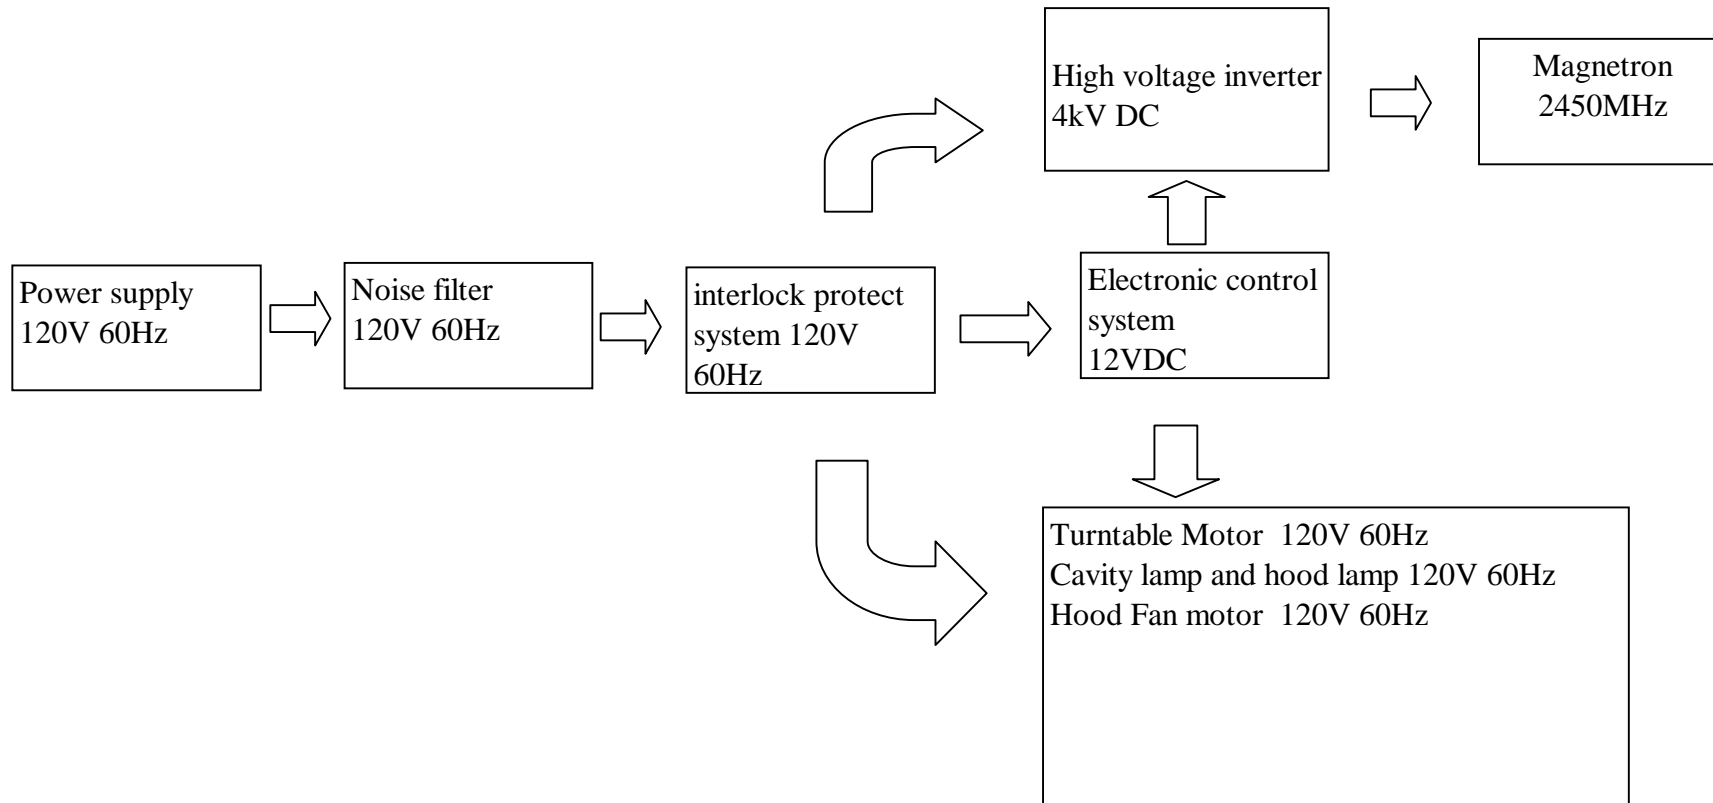 Power supply
120V 60Hz
Noise filter
120V 60Hz
interlock protect
system 120V
60Hz
High voltage inverter
4kV DC
Magnetron
2450MHz
Electronic control
system
12VDC
Turntable Motor  120V 60Hz
Cavity lamp and hood lamp 120V 60Hz
Hood Fan motor  120V 60Hz